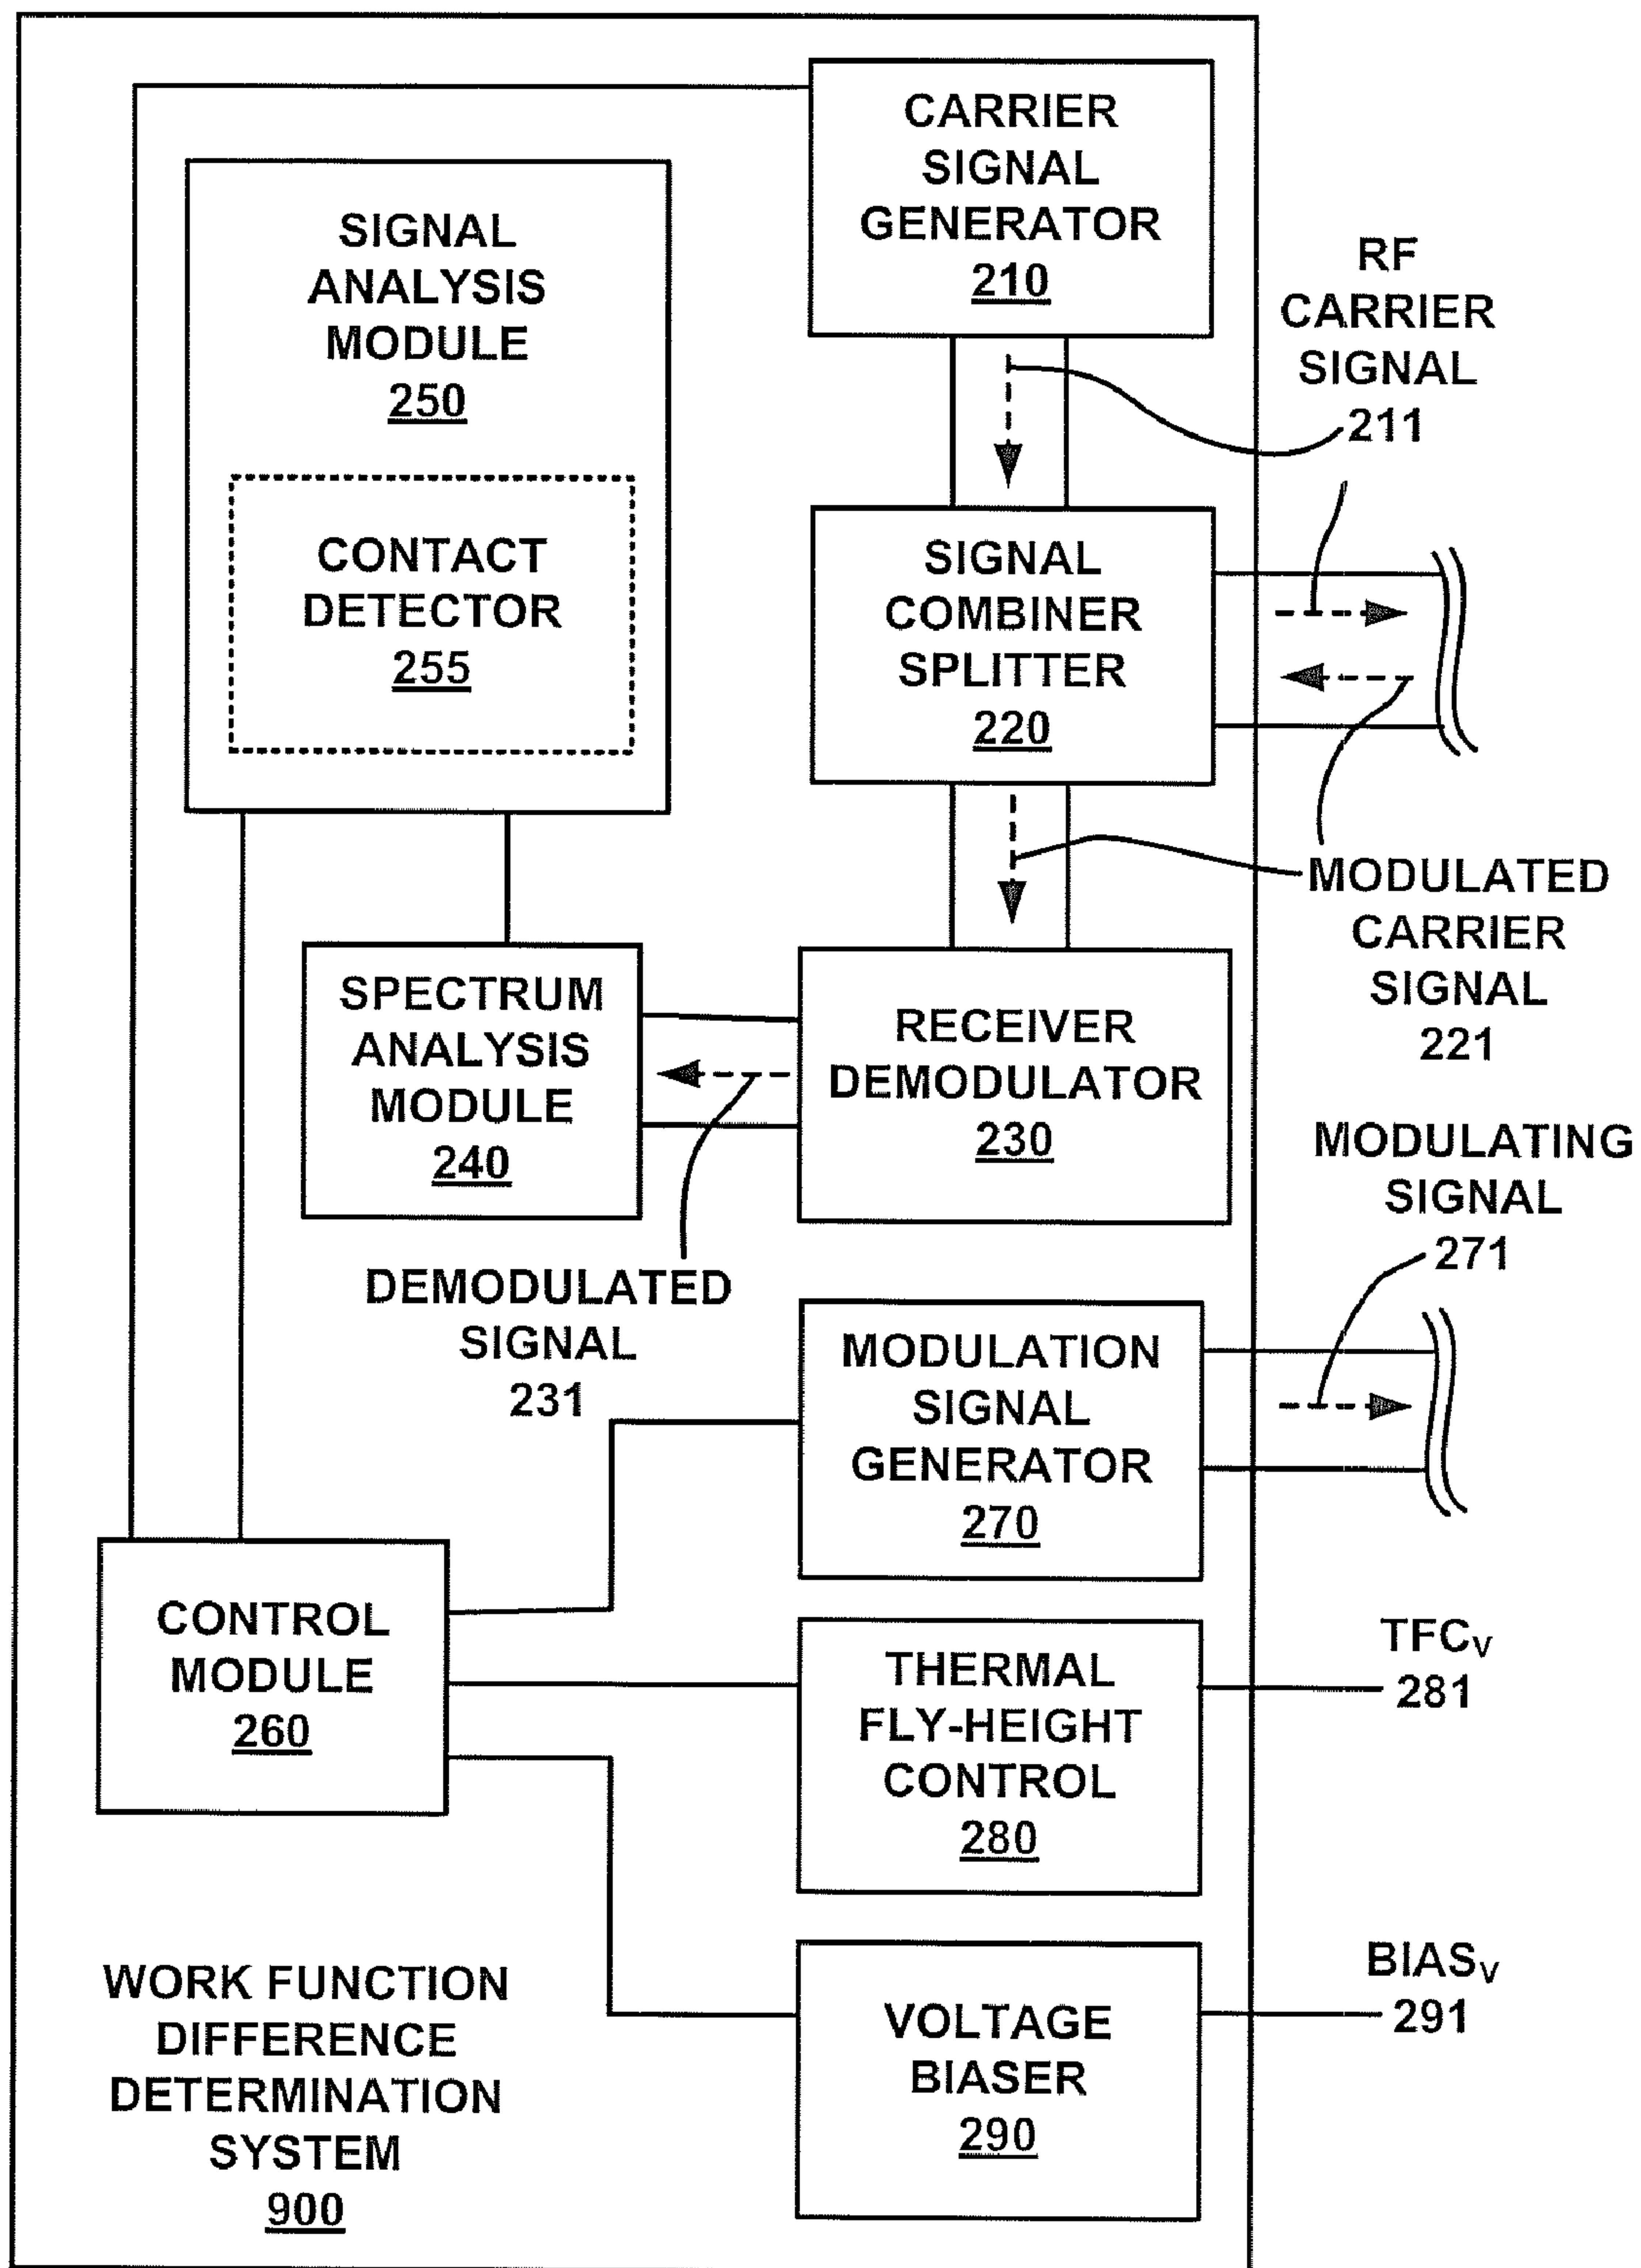 CARRIER
SIGNAL
GENERATOR
210
SIGNAL
ANALYSIS
MODULE
250
CONTACT
DETECTOR
255
RF
CARRIER
SIGNAL
211
SIGNAL
COMBINER
SPLITTER
220
MODULATED
CARRIER
SIGNAL
221
SPECTRUM
ANALYSIS
MODULE
240
RECEIVER
DEMODULATOR
230
DEMODULATED
SIGNAL
231
MODULATING
SIGNAL
271
MODULATION
SIGNAL
GENERATOR
270
CONTROL
MODULE
260
THERMAL
FLY-HEIGHT
CONTROL
280
TFCV
281
VOLTAGE
BIASER
290
BIASV
291
WORK FUNCTION
DIFFERENCE
DETERMINATION
SYSTEM
900